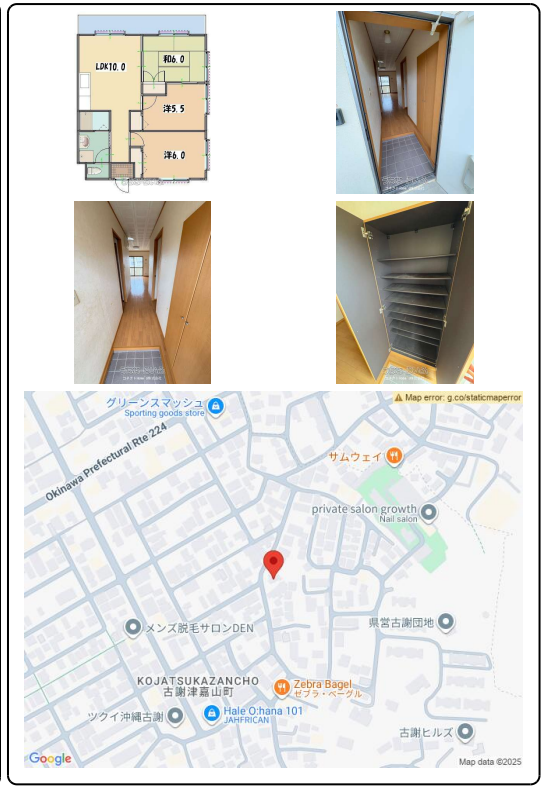 LDK10.0
和6.0
洋5.5
洋6.0
グリーンスマッシュ
Sporting goods store
Map error: g.co/staticmaperror
Okinawa Prefectural Rte 224
サムウェイ
private salon growth
Nail salon
メンズ脱毛サロンDEN
県営古謝団地
KOJATSUKAZANCHO
古謝津嘉山町
Zebra Bagel
ゼブラ・ベーグル
ツクイ沖縄古謝
Hale O:hana 101
JAHFRICAN
古謝ヒルズ
Google
Map data ©2025